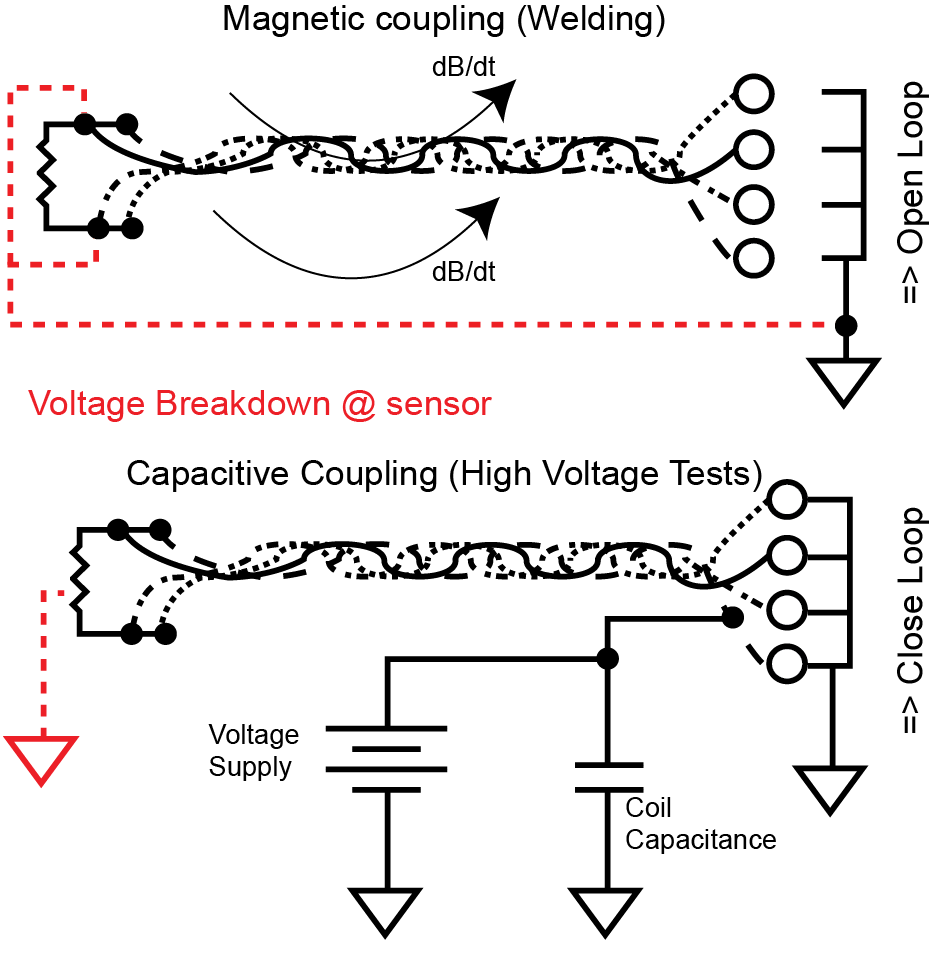 Magnetic coupling (Welding)
dB/dt
dB/dt
=> Open Loop
Voltage Breakdown @ sensor
Capacitive Coupling (High Voltage Tests)
=> Close Loop
Voltage
Supply
Coil
Capacitance